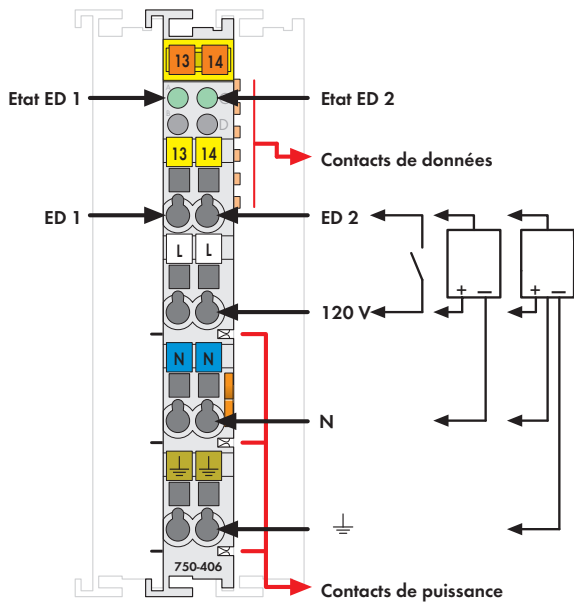 13 14
Etat ED 1
Etat ED 2
D
13 14
Contacts de données
ED 1
ED 2
L L
+ − + −
120 V
N N
N
750-406
Contacts de puissance